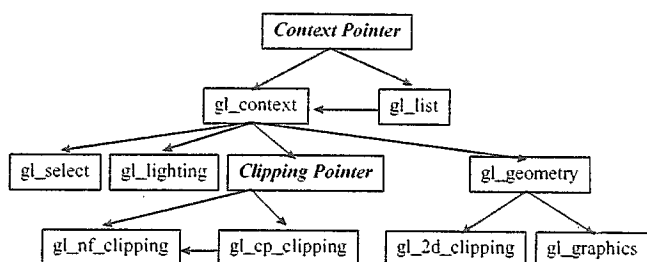 Context Pointer
gl_context
gl_list
gl_select
gl_lighting
Clipping Pointer
gl_geometry
gl_nf_clipping
gl_cp_clipping
gl_2d_clipping
gl_graphics